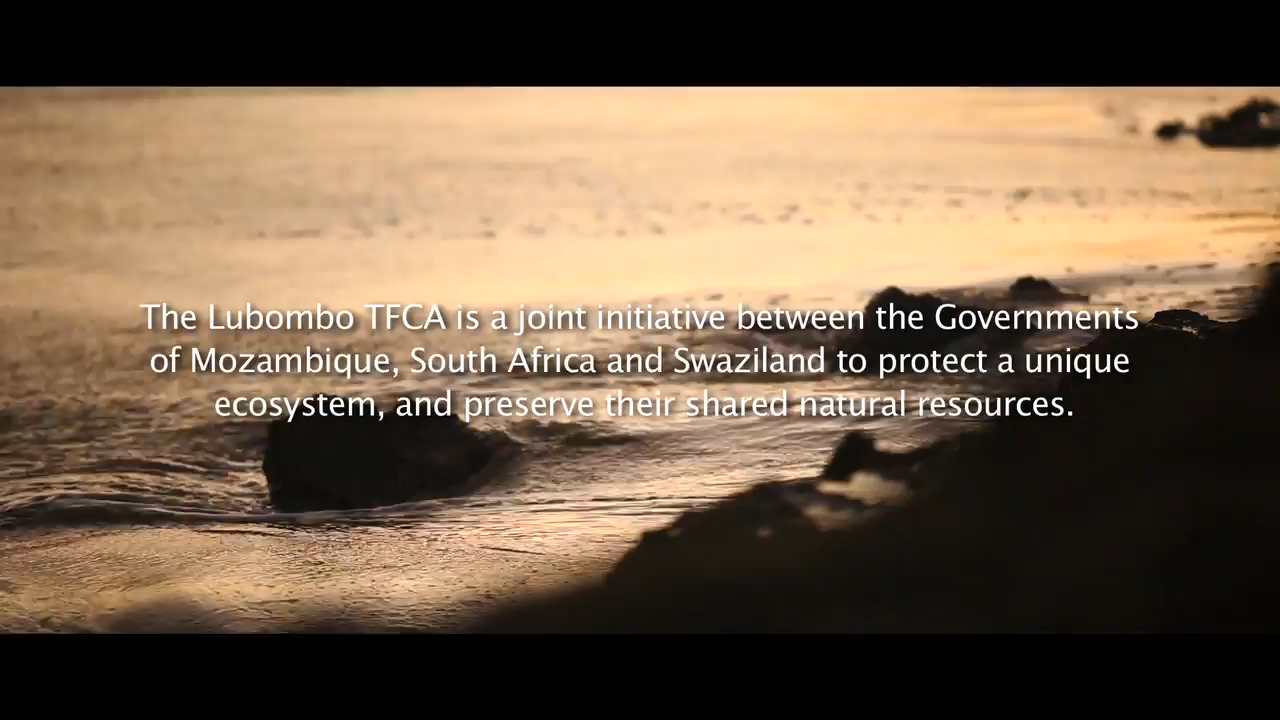 The Lubombo TFCA is a joint initiative between the Governments
of Mozambique, South Africa and Swaziland to protect a unique
ecosystem, and preserve their shared natural resources.